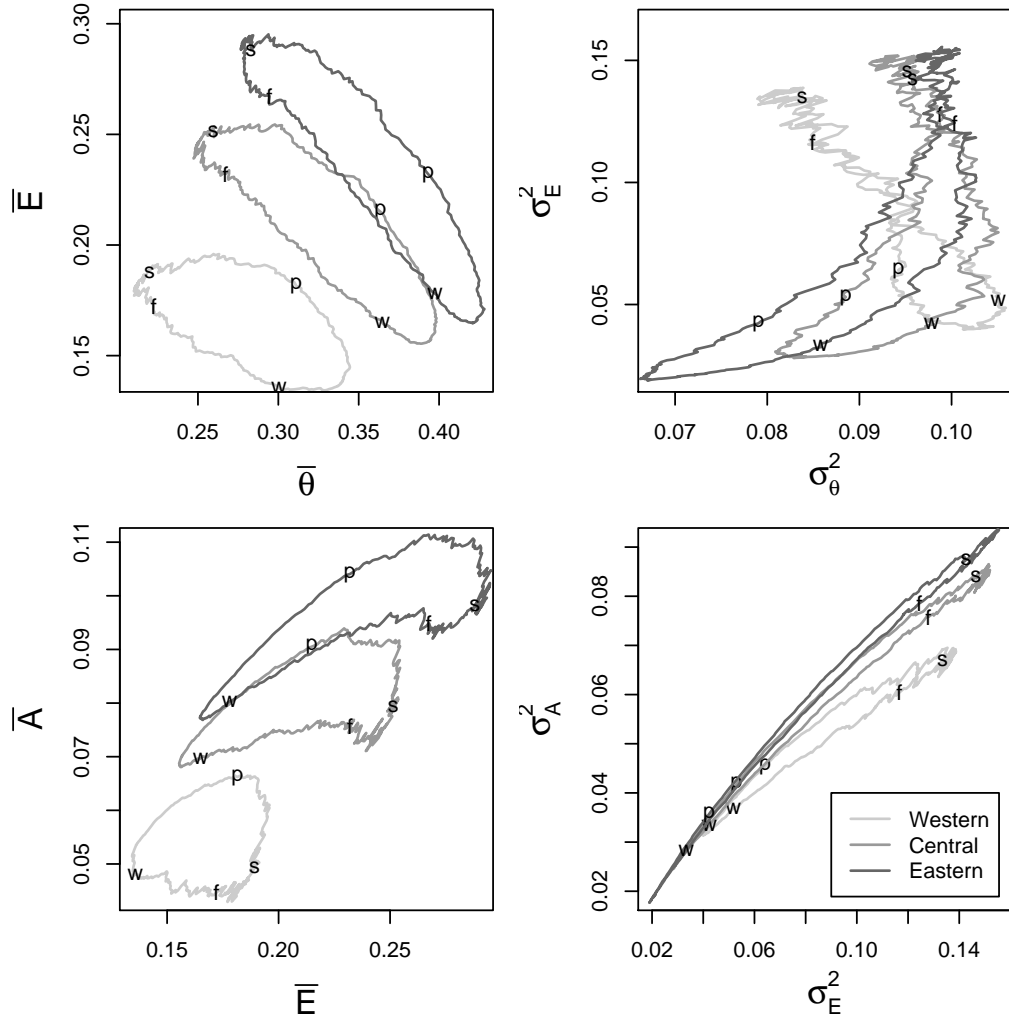 0.30
0.25
0.20
0.15
E̅
s
f
p
s
f
p
w
s
f
p
w
w
0.25 0.30 0.35 0.40
θ̅
0.15
0.10
0.05
σ²_E
s
s
s
f
f
f
p
p
p
w
w
w
0.07 0.08 0.09 0.10
σ²_θ
0.11
0.09
0.07
0.05
A̅
p
s
f
p
w
s
f
w
p
w
s
f
0.15 0.20 0.25
E̅
0.08
0.06
0.04
0.02
σ²_A
s
s
f
f
s
f
p
p
p
w
w
w
Western
Central
Eastern
0.02 0.06 0.10 0.14
σ²_E